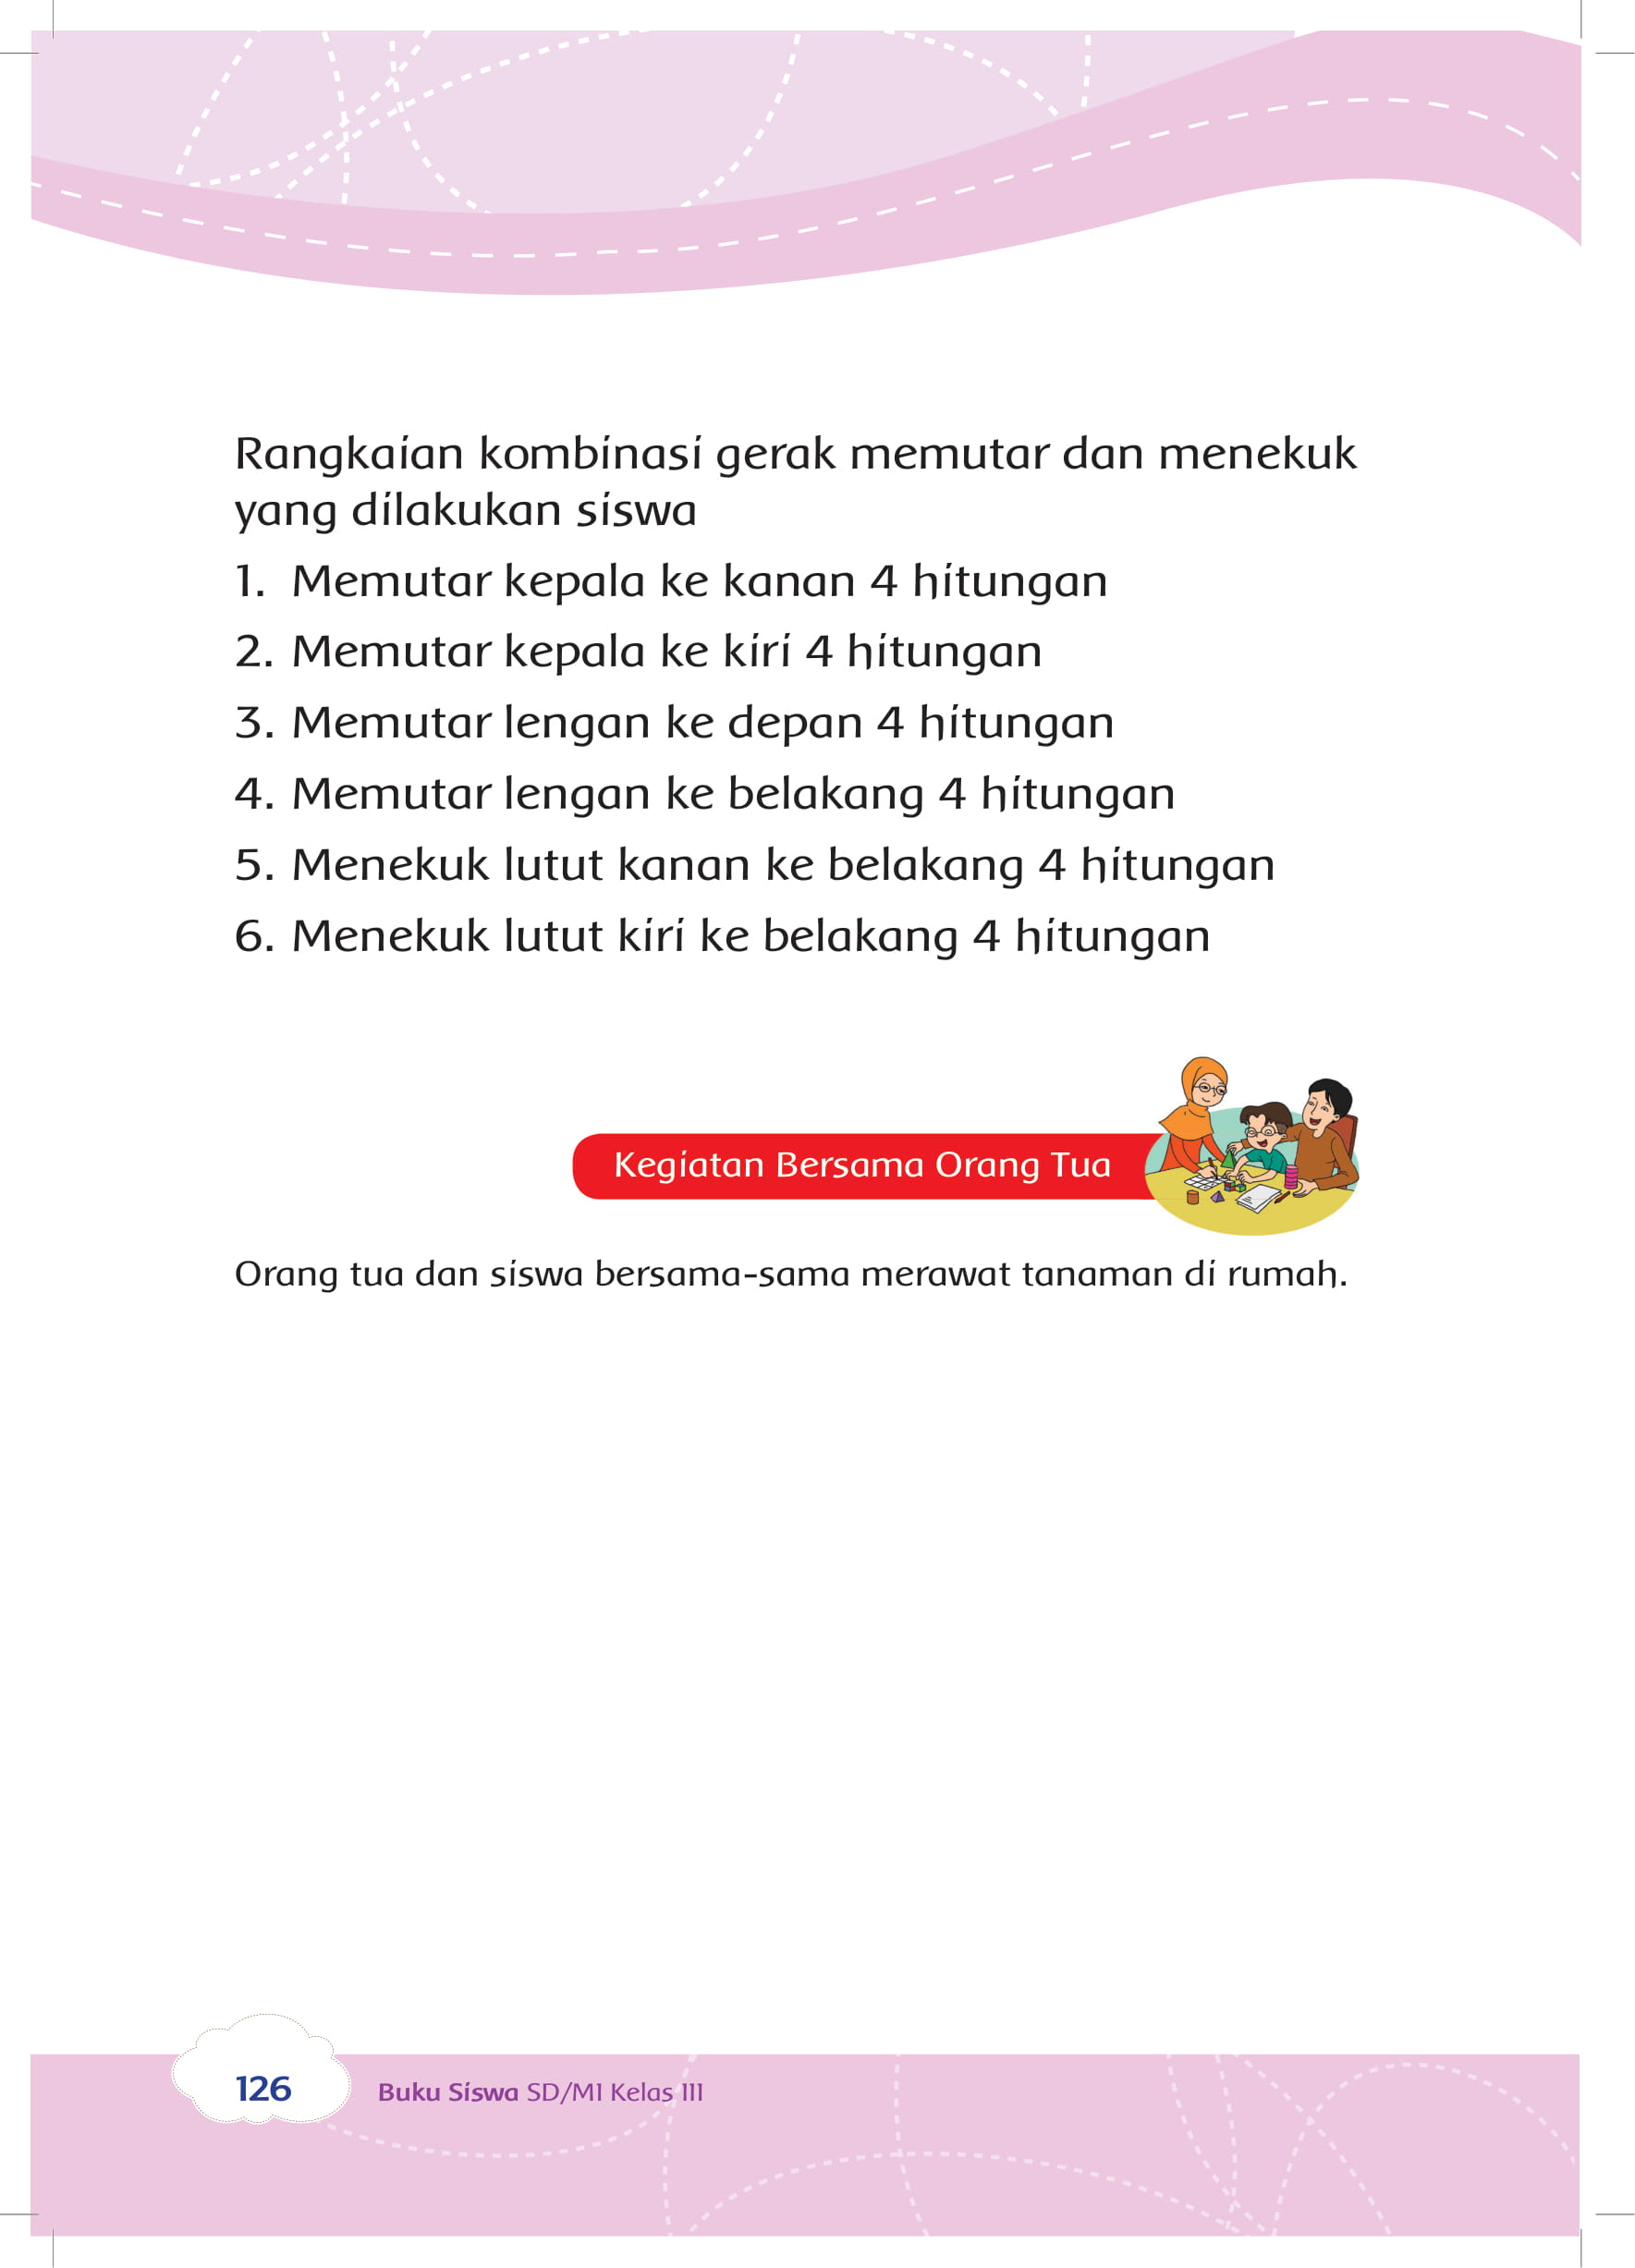 Rangkaian kombinasi gerak memutar dan menekuk
yang dilakukan siswa
1. Memutar kepala ke kanan 4 hitungan
2. Memutar kepala ke kiri 4 hitungan
3. Memutar lengan ke depan 4 hitungan
4. Memutar lengan ke belakang 4 hitungan
5. Menekuk lutut kanan ke belakang 4 hitungan
6. Menekuk lutut kiri ke belakang 4 hitungan
Kegiatan Bersama Orang Tua
Orang tua dan siswa bersama-sama merawat tanaman di rumah.
126 Buku Siswa SD/MI Kelas III